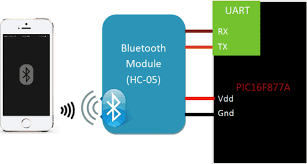 UART
RX
TX
Bluetooth
Module
(HC-05)
PIC16F877A
Vdd
Gnd